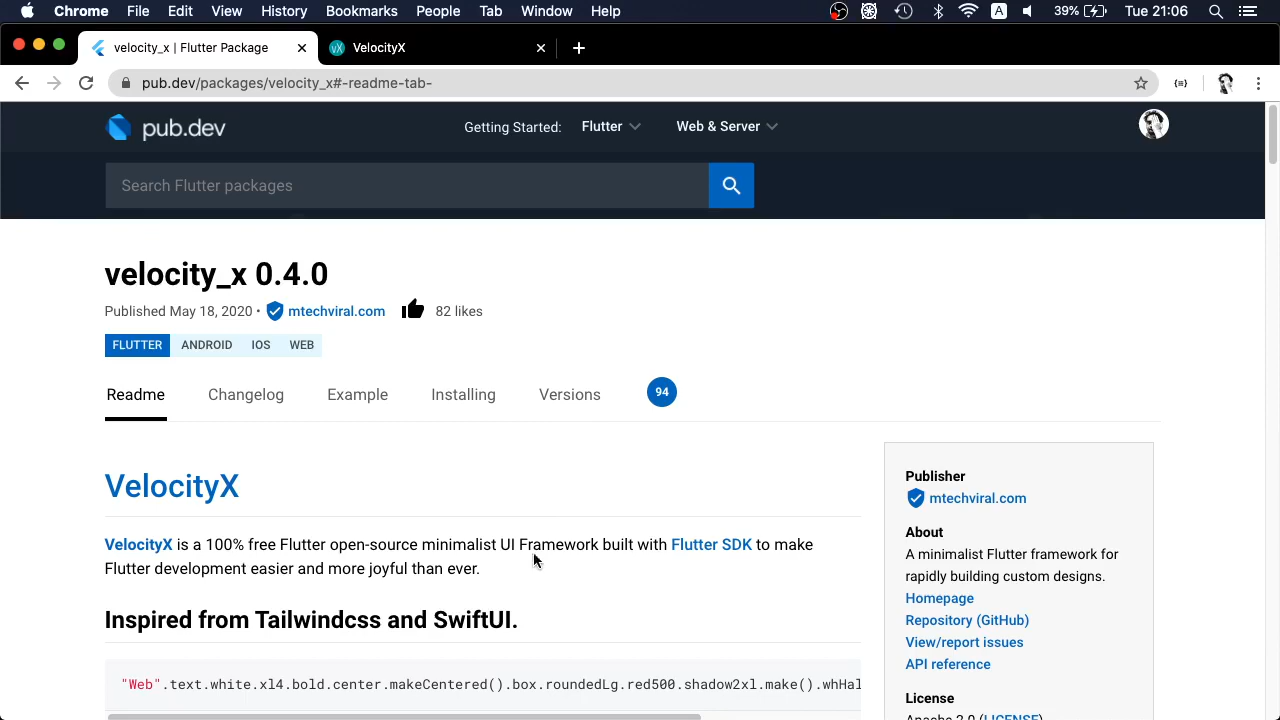 Chrome File Edit View History Bookmarks People Tab Window Help A 39% Tue 21:06
velocity_x | Flutter Package vX VelocityX
pub.dev/packages/velocity_x#-readme-tab-
pub.dev Getting Started: Flutter Web & Server
Search Flutter packages
velocity_x 0.4.0
Published May 18, 2020 • mtechviral.com 82 likes
FLUTTER ANDROID IOS WEB
Readme Changelog Example Installing Versions 94
VelocityX
VelocityX is a 100% free Flutter open-source minimalist UI Framework built with Flutter SDK to make
Flutter development easier and more joyful than ever.
Inspired from Tailwindcss and SwiftUI.
"Web".text.white.xl4.bold.center.makeCentered().box.roundedLg.red500.shadow2xl.make().whHal
Publisher
mtechviral.com
About
A minimalist Flutter framework for
rapidly building custom designs.
Homepage
Repository (GitHub)
View/report issues
API reference
License
Apache 2.0 (LICENSE)